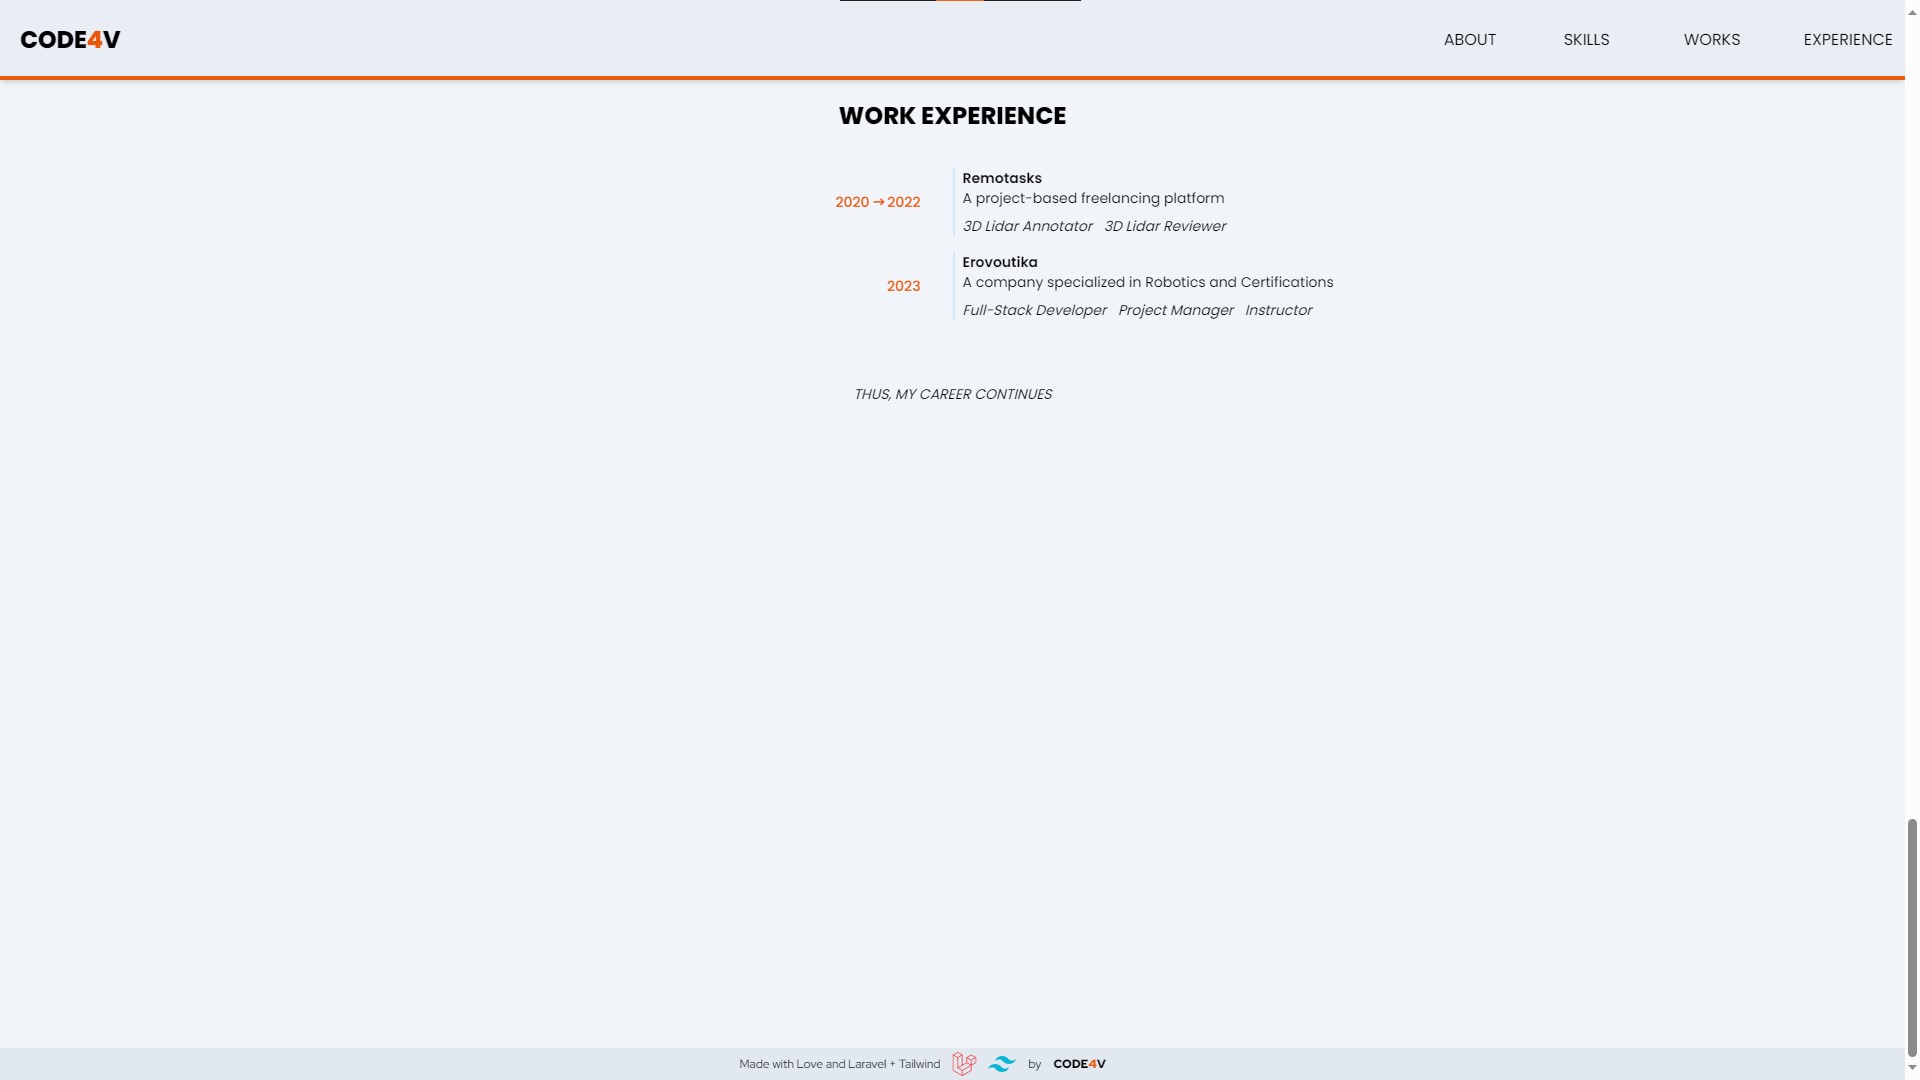 CODE4V
ABOUT
SKILLS
WORKS
EXPERIENCE
WORK EXPERIENCE
2020 → 2022
Remotasks
A project-based freelancing platform
3D Lidar Annotator 3D Lidar Reviewer
2023
Erovoutika
A company specialized in Robotics and Certifications
Full-Stack Developer Project Manager Instructor
THUS, MY CAREER CONTINUES
Made with Love and Laravel + Tailwind by CODE4V